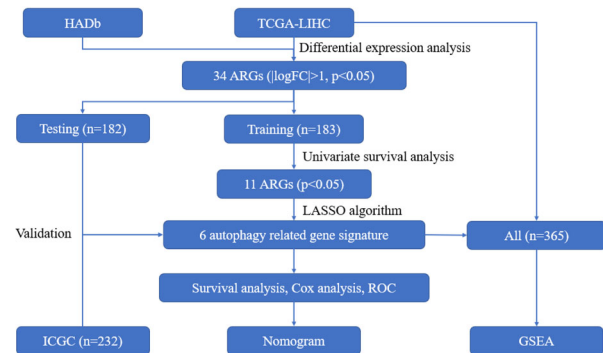 HADb
TCGA-LIHC
Differential expression analysis
34 ARGs (|logFC|>1, p<0.05)
Testing (n=182)
Training (n=183)
Univariate survival analysis
11 ARGs (p<0.05)
LASSO algorithm
Validation
6 autophagy related gene signature
All (n=365)
Survival analysis, Cox analysis, ROC
ICGC (n=232)
Nomogram
GSEA